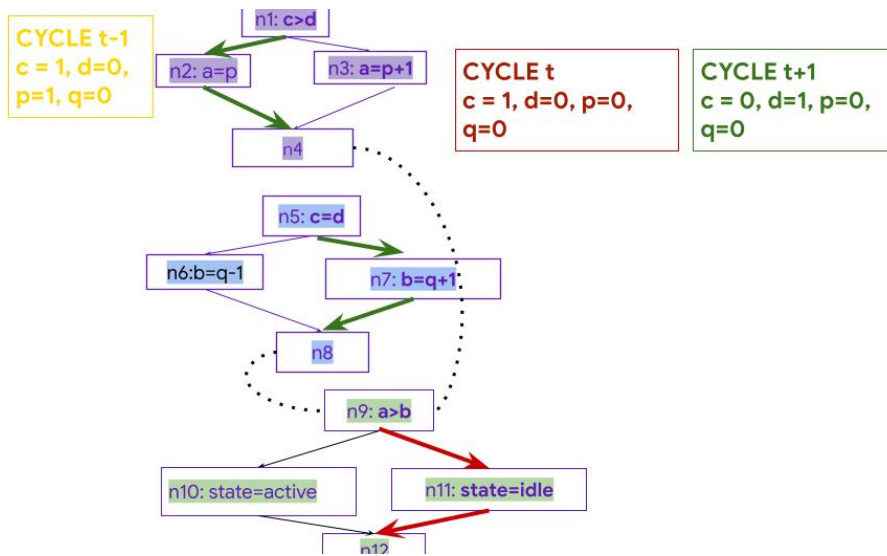 n1: c>d
CYCLE t-1
c = 1, d=0,
p=1, q=0
n2: a=p
n3: a=p+1
CYCLE t
c = 1, d=0, p=0,
q=0
CYCLE t+1
c = 0, d=1, p=0,
q=0
n4
n5: c=d
n6:b=q-1
n7: b=q+1
n8
n9: a>b
n10: state=active
n11: state=idle
n12